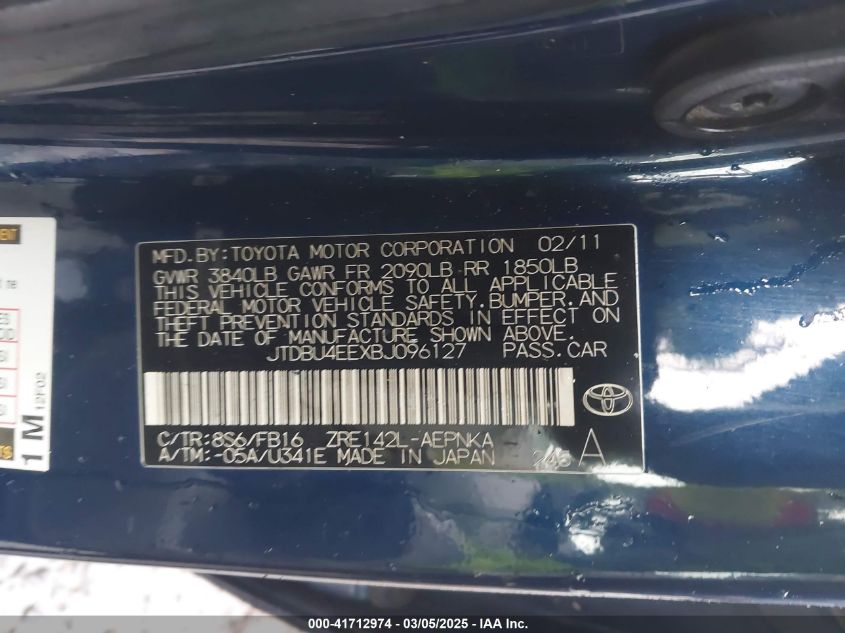 MFD.BY:TOYOTA MOTOR CORPORATION 02/11
GVWR 3840LB GAWR FR 2090LB RR 1850LB
THIS VEHICLE CONFORMS TO ALL APPLICABLE
FEDERAL MOTOR VEHICLE SAFETY,BUMPER,AND
THEFT PREVENTION STANDARDS IN EFFECT ON
THE DATE OF MANUFACTURE SHOWN ABOVE.
JTDBU4EEXBJ096127 PASS.CAR
C/TR:8S6/FB16 ZRE142L-AEPNKA
A/TM:-05A/U341E MADE IN JAPAN A
1 M 12F02
000-41712974 — 03/05/2025 — IAA Inc.